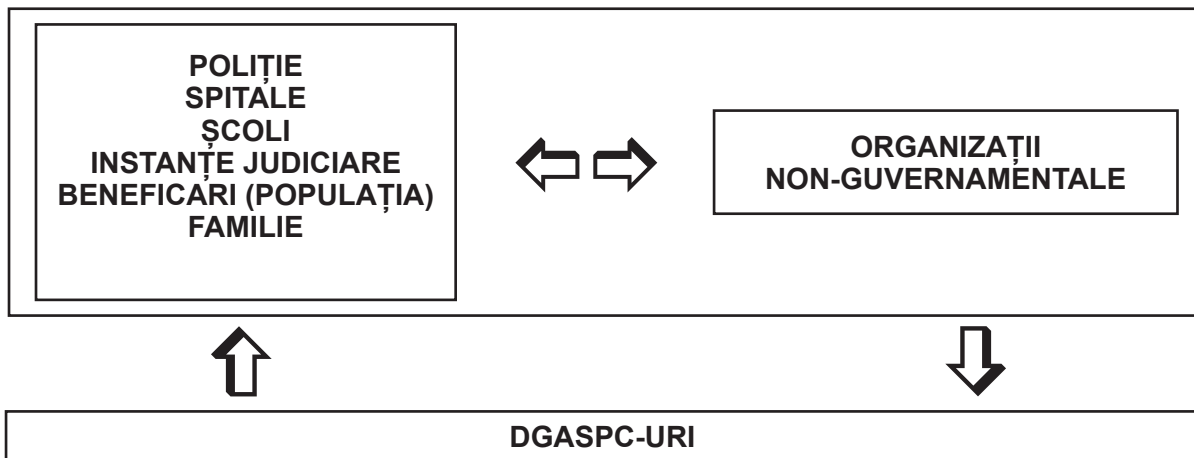 POLIȚIE
SPITALE
ȘCOLI
INSTANȚE JUDICIARE
BENEFICARI (POPULAȚIA)
FAMILIE
ORGANIZAȚII
NON-GUVERNAMENTALE
DGASPC-URI